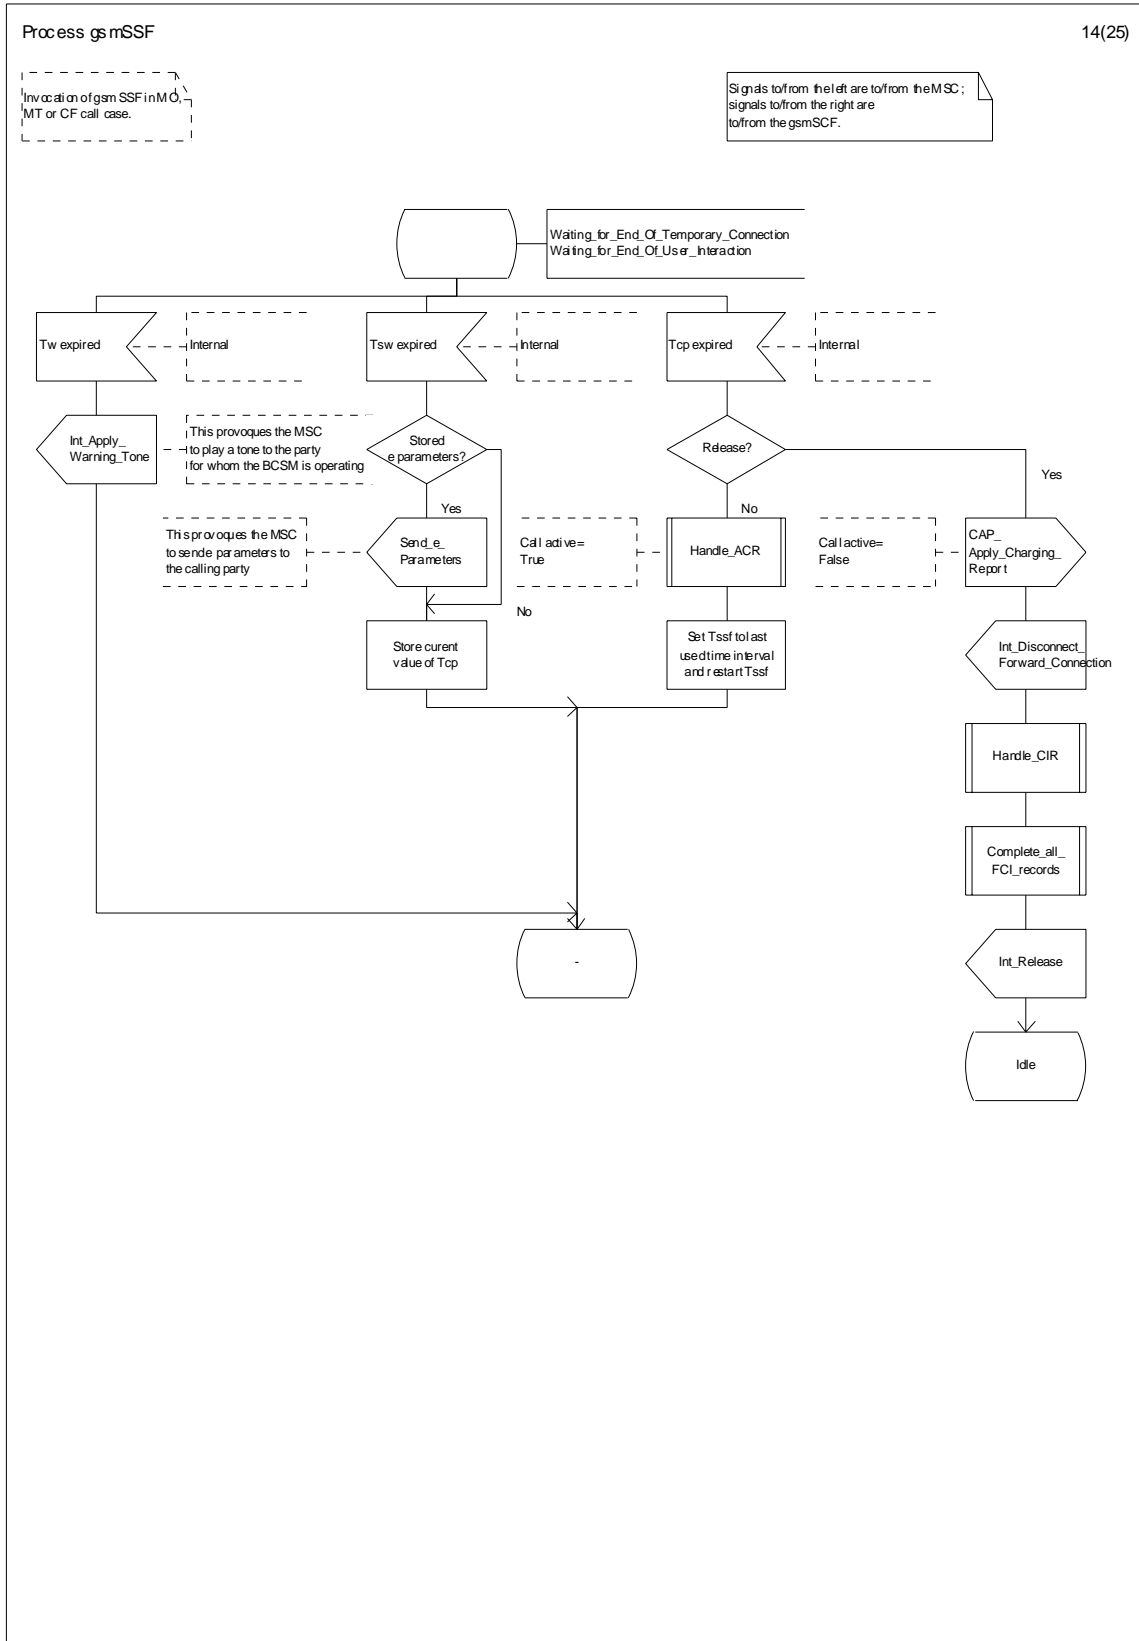 Process gsmSSF
14(25)
Invocation of gsmSSF in MO,
MT or CF call case.
Signals to/from the left are to/from the MSC;
signals to/from the right are
to/from the gsmSCF.
Waiting_for_End_Of_Temporary_Connection
Waiting_for_End_Of_User_Interaction
Tw expired
Internal
Tsw expired
Internal
Tcp expired
Internal
Int_Apply_
Warning_Tone
This provoques the MSC
to play a tone to the party
for whom the BCSM is operating
Stored
e parameters?
Release?
Yes
Yes
No
This provoques the MSC
to send e parameters to
the calling party
Send_e_
Parameters
Call active=
True
Handle_ACR
Call active=
False
CAP_
Apply_Charging_
Report
No
Store curent
value of Tcp
Set Tssf to last
used time interval
and restart Tssf
Int_Disconnect_
Forward_Connection
Handle_CIR
Complete_all_
FCI_records
-
Int_Release
Idle